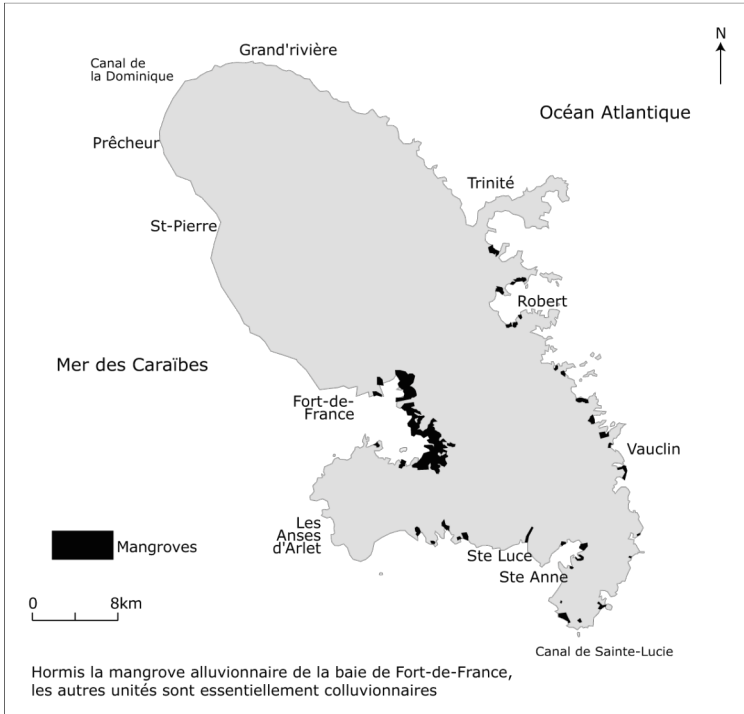 N
Grand'rivière
Canal de
la Dominique
Océan Atlantique
Prêcheur
Trinité
St-Pierre
Robert
Mer des Caraïbes
Fort-de-
France
Vauclin
Les
Anses
d'Arlet
Mangroves
Ste Luce
Ste Anne
0 8km
Canal de Sainte-Lucie
Hormis la mangrove alluvionnaire de la baie de Fort-de-France,
les autres unités sont essentiellement colluvionnaires